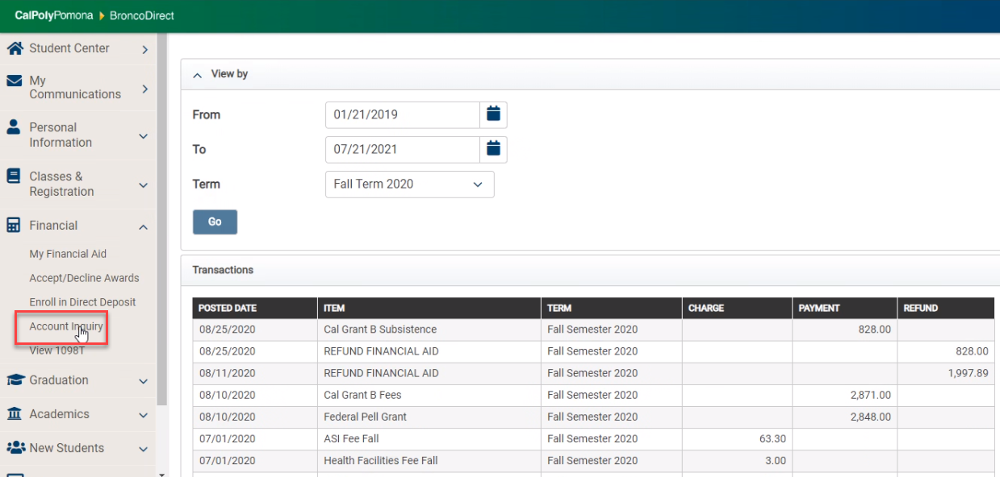 CalPolyPomona BroncoDirect
Student Center
My
Communications
Personal
Information
Classes &
Registration
Financial
My Financial Aid
Accept/Decline Awards
Enroll in Direct Deposit
Account Inquiry
View 1098T
Graduation
Academics
New Students
View by
From 01/21/2019
To 07/21/2021
Term Fall Term 2020
Go
Transactions
POSTED DATE ITEM TERM CHARGE PAYMENT REFUND
08/25/2020 Cal Grant B Subsistence Fall Semester 2020 828.00
08/25/2020 REFUND FINANCIAL AID Fall Semester 2020 828.00
08/11/2020 REFUND FINANCIAL AID Fall Semester 2020 1,997.89
08/10/2020 Cal Grant B Fees Fall Semester 2020 2,871.00
08/10/2020 Federal Pell Grant Fall Semester 2020 2,848.00
07/01/2020 ASI Fee Fall Fall Semester 2020 63.30
07/01/2020 Health Facilities Fee Fall Fall Semester 2020 3.00